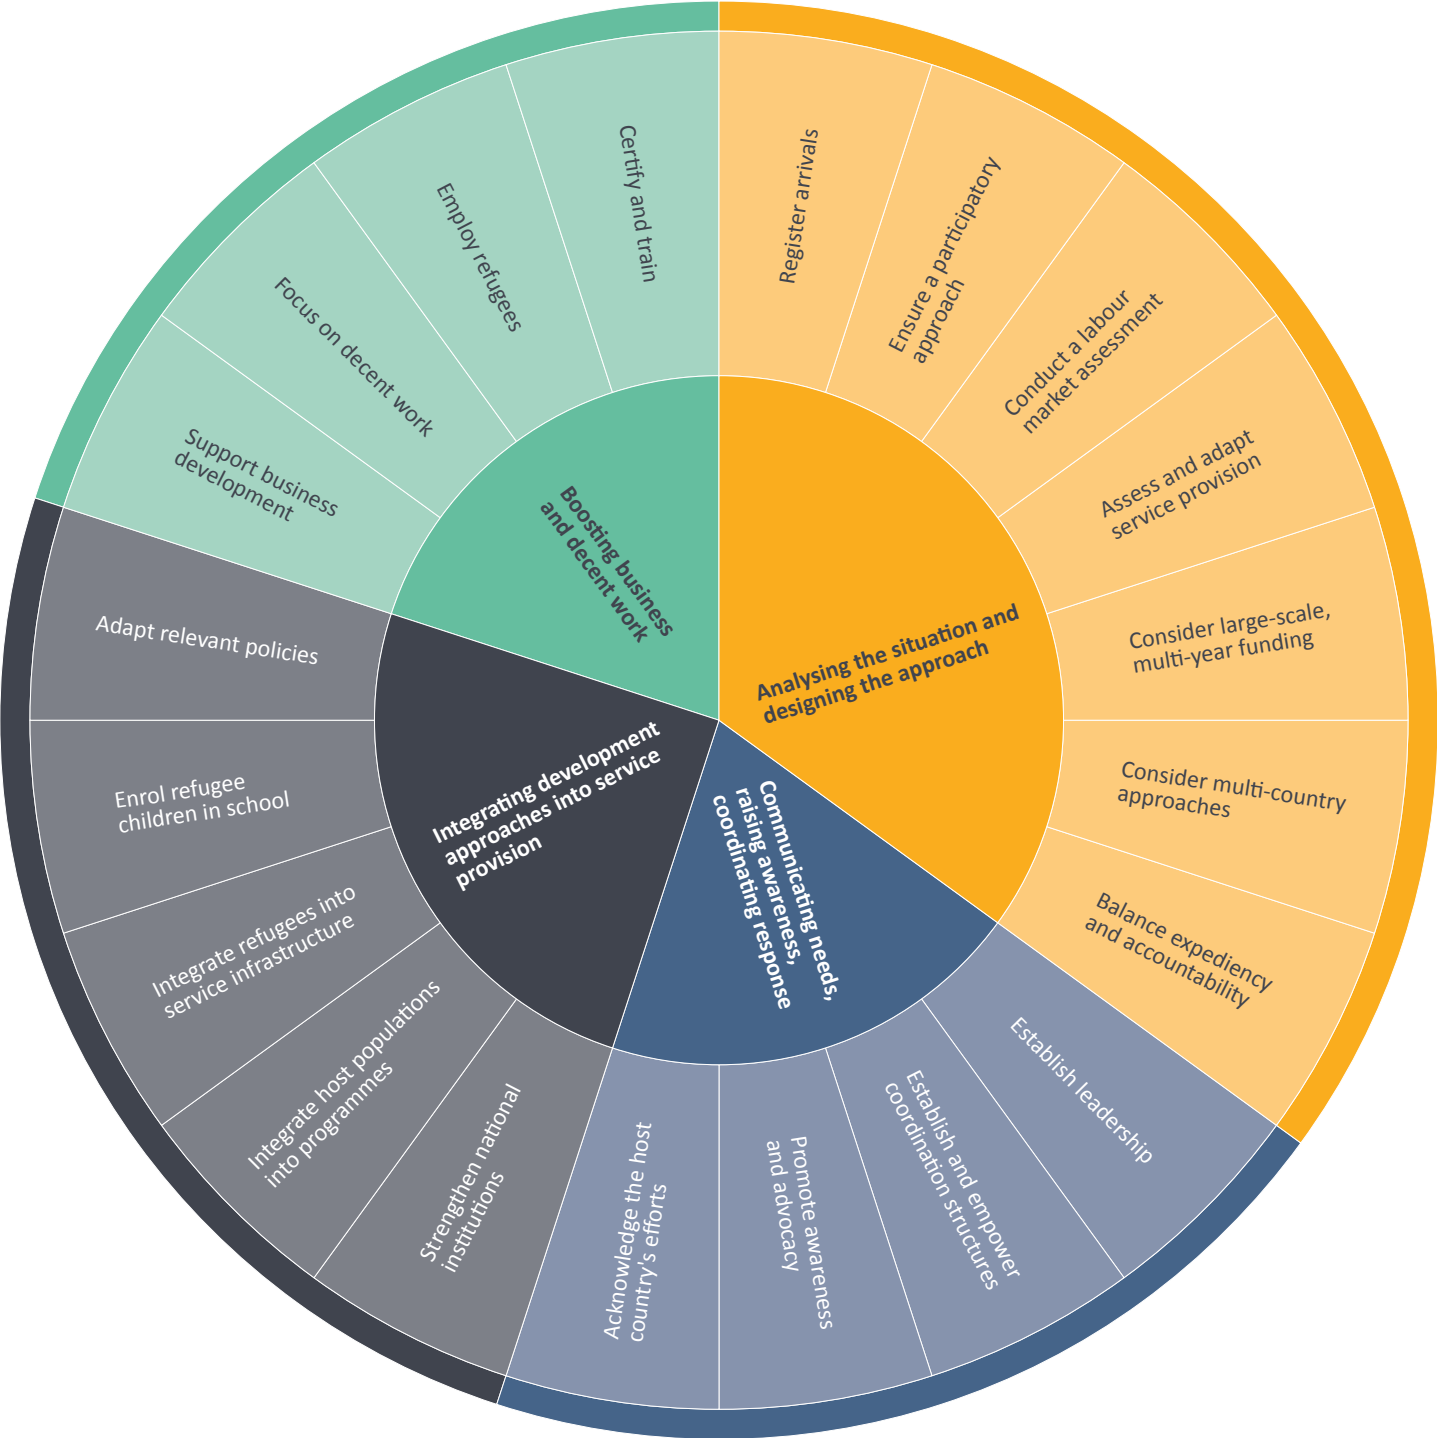 Analysing the situation and
designing the approach
Register arrivals
Ensure a participatory
approach
Conduct a labour
market assessment
Assess and adapt
service provision
Consider large-scale,
multi-year funding
Consider multi-country
approaches
Balance expediency
and accountability
Communicating needs,
raising awareness,
coordinating response
Establish leadership
Establish and empower
coordination structures
Promote awareness
and advocacy
Acknowledge the host
country's efforts
Integrating development
approaches into service
provision
Strengthen national
institutions
Integrate host populations
into programmes
Integrate refugees into
service infrastructure
Enrol refugee
children in school
Adapt relevant policies
Boosting business
and decent work
Support business
development
Focus on decent work
Employ refugees
Certify and train